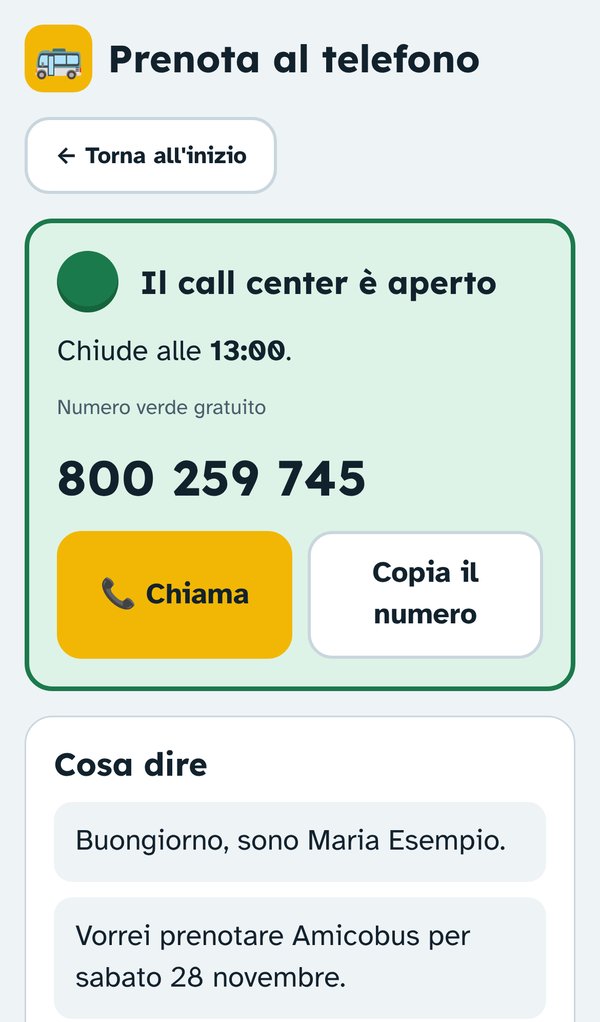 Prenota al telefono
← Torna all'inizio
Il call center è aperto
Chiude alle 13:00.
Numero verde gratuito
800 259 745
Chiama
Copia il
numero
Cosa dire
Buongiorno, sono Maria Esempio.
Vorrei prenotare Amicobus per
sabato 28 novembre.